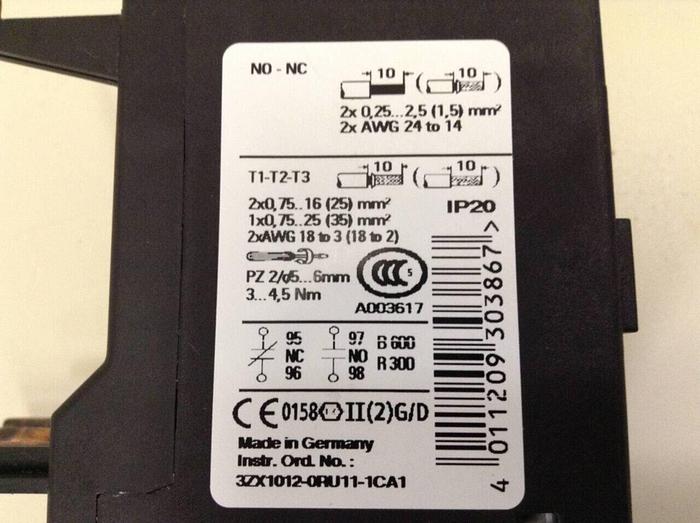 NO - NC
10 ( 10 )
2x 0,25...2,5 (1,5) mm²
2x AWG 24 to 14
T1-T2-T3
10 ( 10 )
2x0,75..16 (25) mm²
1x0,75..25 (35) mm²
2xAWG 18 to 3 (18 to 2)
IP20
PZ 2/ø5...6mm
3...4,5 Nm
CCC S
A003617
95
NC
96
97
NO
98
B 600
R 300
CE 0158 Ex II(2)G/D
Made in Germany
Instr. Ord. No.:
3ZX1012-0RU11-1CA1
4 011209 303867 >